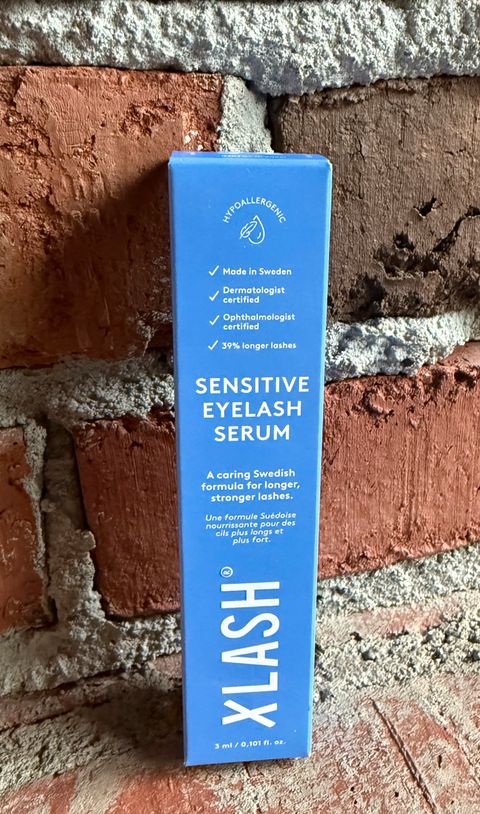 HYPOALLERGENIC
✓ Made in Sweden
✓ Dermatologist
certified
✓ Ophthalmologist
certified
✓ 39% longer lashes
SENSITIVE
EYELASH
SERUM
A caring Swedish
formula for longer,
stronger lashes.
Une formule Suédoise
nourrissante pour des
cils plus longs et
plus fort.
XLASH
3 ml / 0,101 fl. oz.